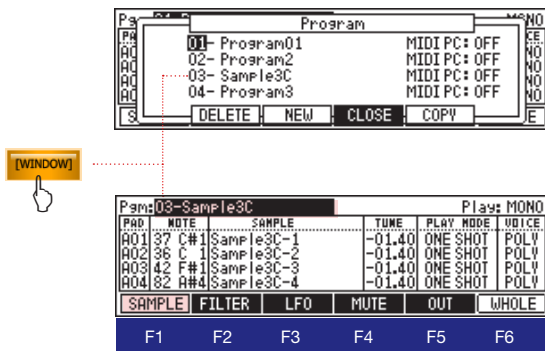 Program
01- Program01 MIDI PC: OFF
02- Program2 MIDI PC: OFF
03- Sample3C MIDI PC: OFF
04- Program3 MIDI PC: OFF
DELETE NEW CLOSE COPY
[WINDOW]
Pgm:03-Sample3C Play: MONO
PAD NOTE SAMPLE TUNE PLAY MODE VOICE
A01 37 C#1 Sample3C-1 -01.40 ONE SHOT POLY
A02 36 C 1 Sample3C-2 -01.40 ONE SHOT POLY
A03 42 F#1 Sample3C-3 -01.40 ONE SHOT POLY
A04 82 A#4 Sample3C-4 -01.40 ONE SHOT POLY
SAMPLE FILTER LFO MUTE OUT WHOLE
F1 F2 F3 F4 F5 F6